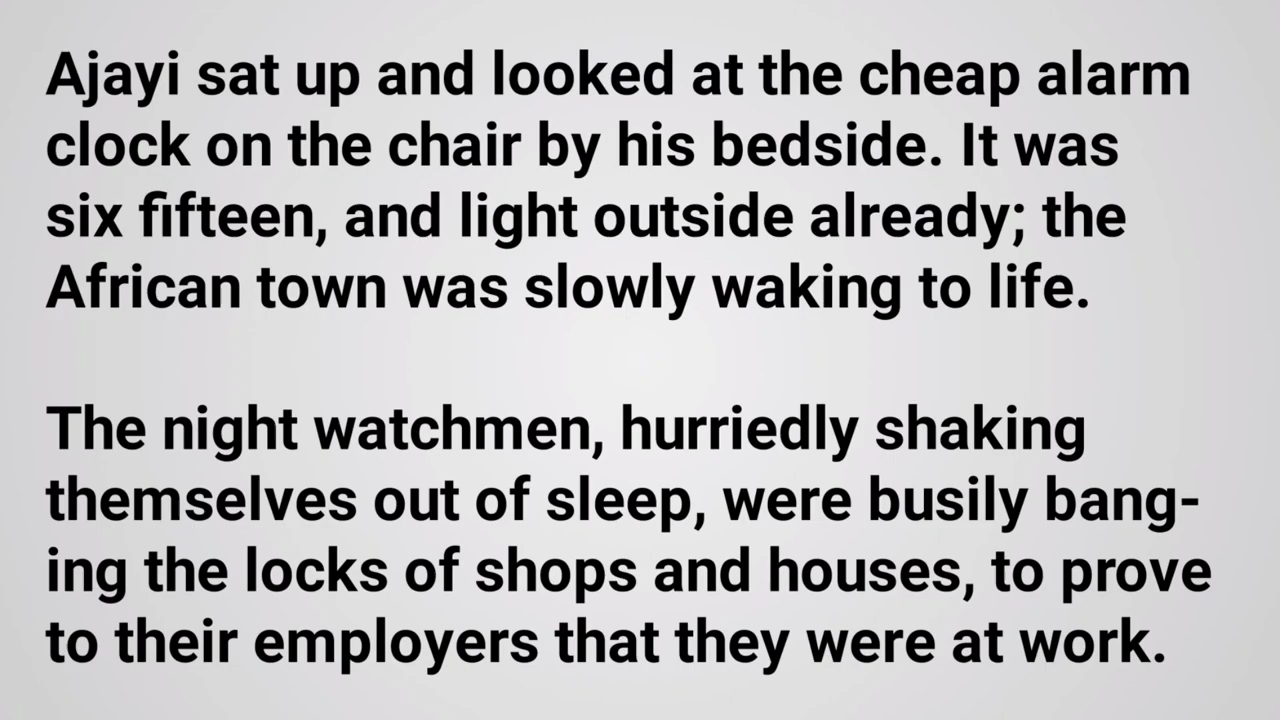 Ajayi sat up and looked at the cheap alarm
clock on the chair by his bedside. It was
six fifteen, and light outside already; the
African town was slowly waking to life.
The night watchmen, hurriedly shaking
themselves out of sleep, were busily bang-
ing the locks of shops and houses, to prove
to their employers that they were at work.